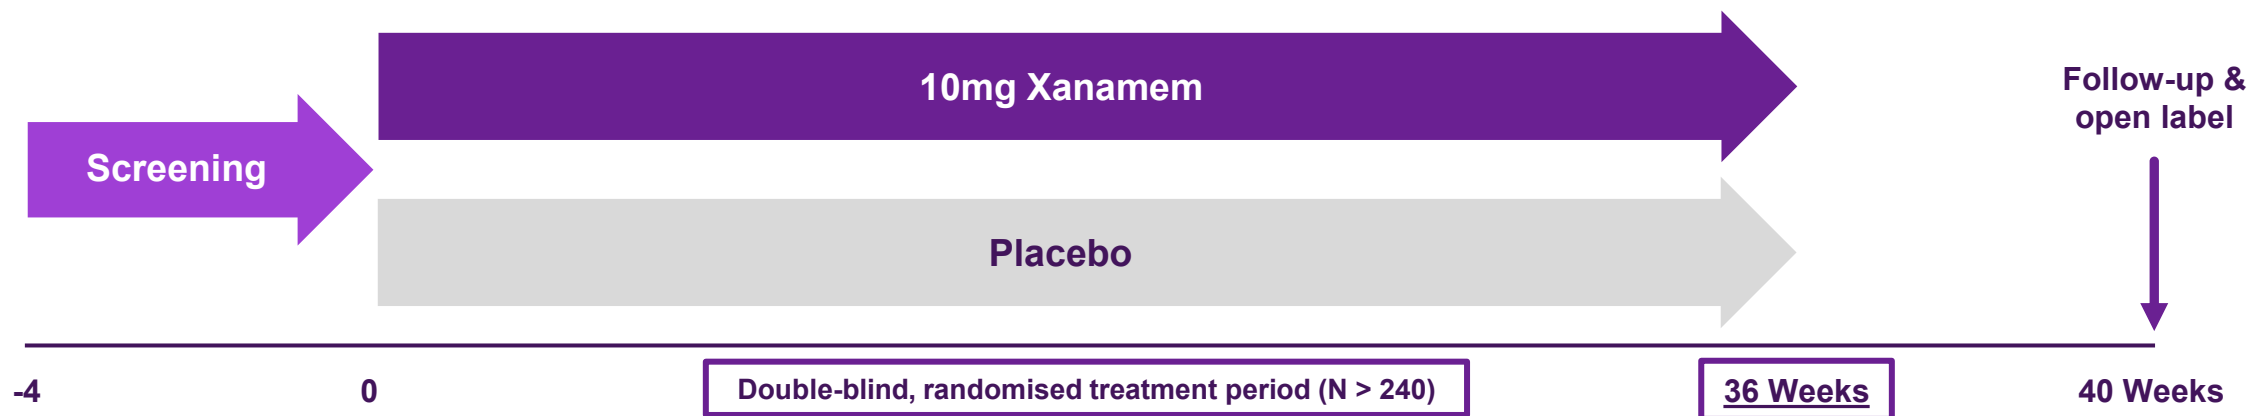 10mg Xanamem
Follow-up &
open label
Screening
Placebo
-4
0
Double-blind, randomised treatment period (N > 240)
36 Weeks
40 Weeks